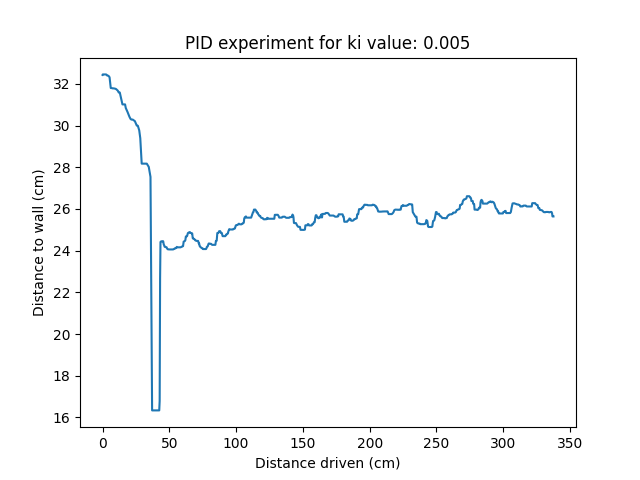 PID experiment for ki value: 0.005
32
30
28
26
24
22
20
18
16
Distance to wall (cm)
0 50 100 150 200 250 300 350
Distance driven (cm)